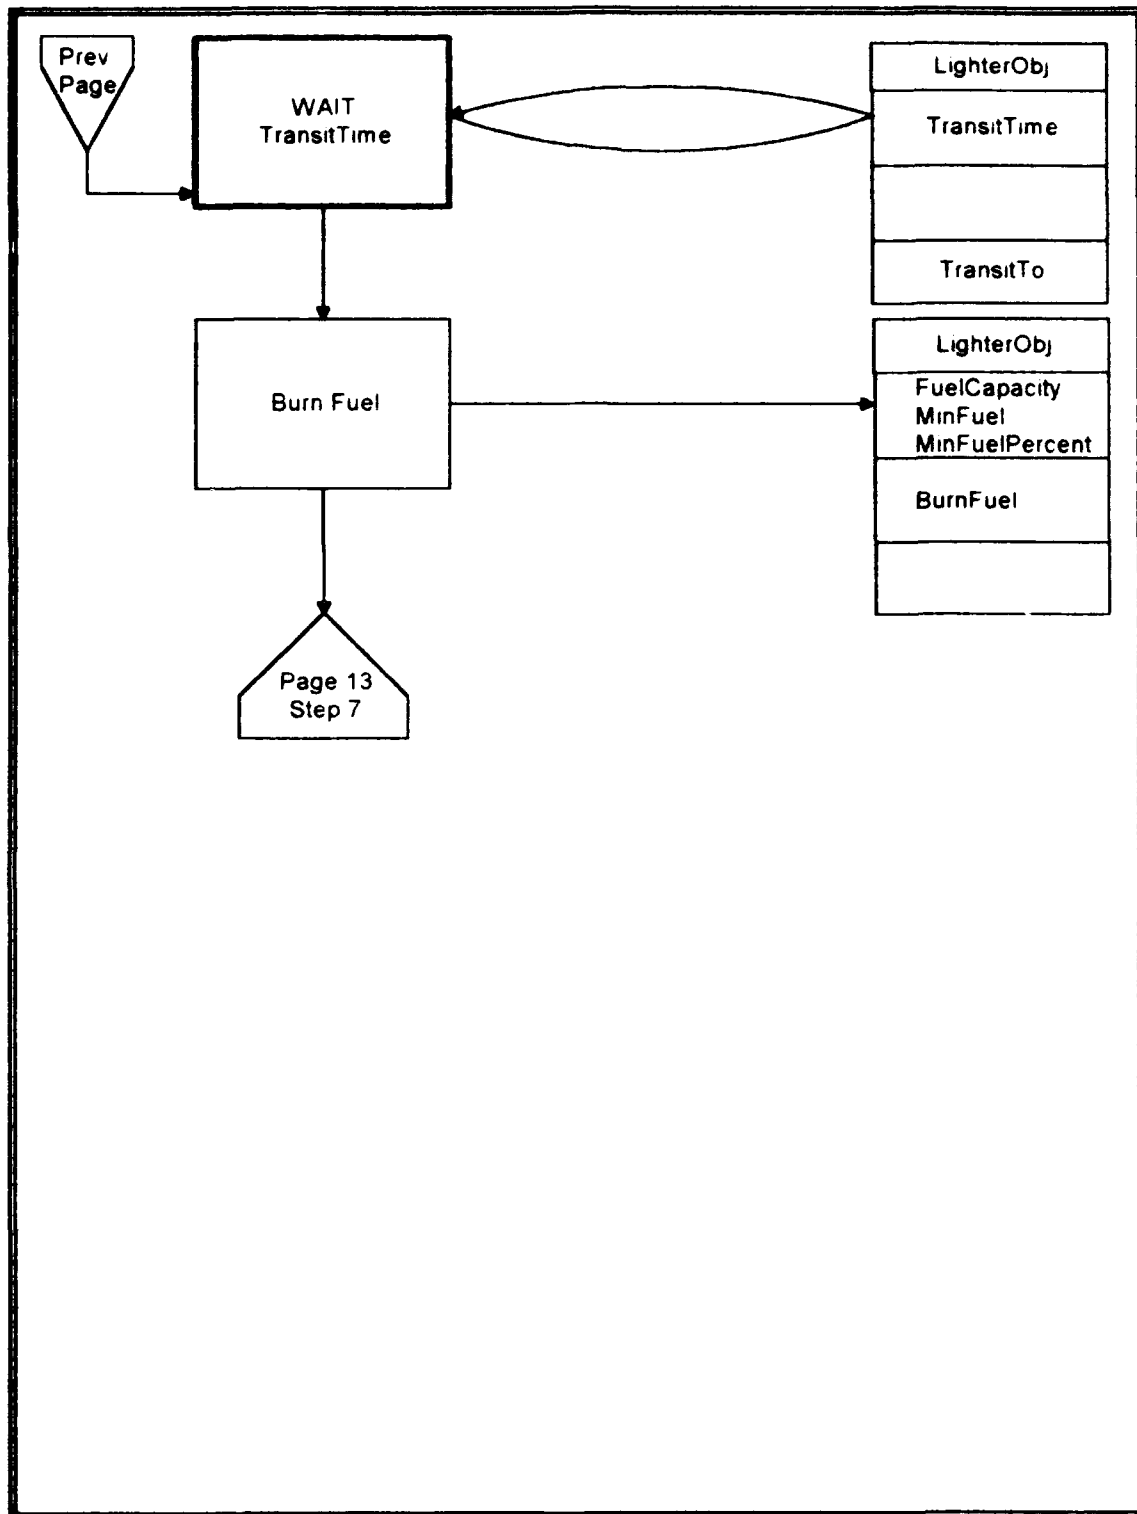 Prev
Page
WAIT
TransitTime
LighterObj
TransitTime
TransitTo
Burn Fuel
LighterObj
FuelCapacity
MinFuel
MinFuelPercent
BurnFuel
Page 13
Step 7